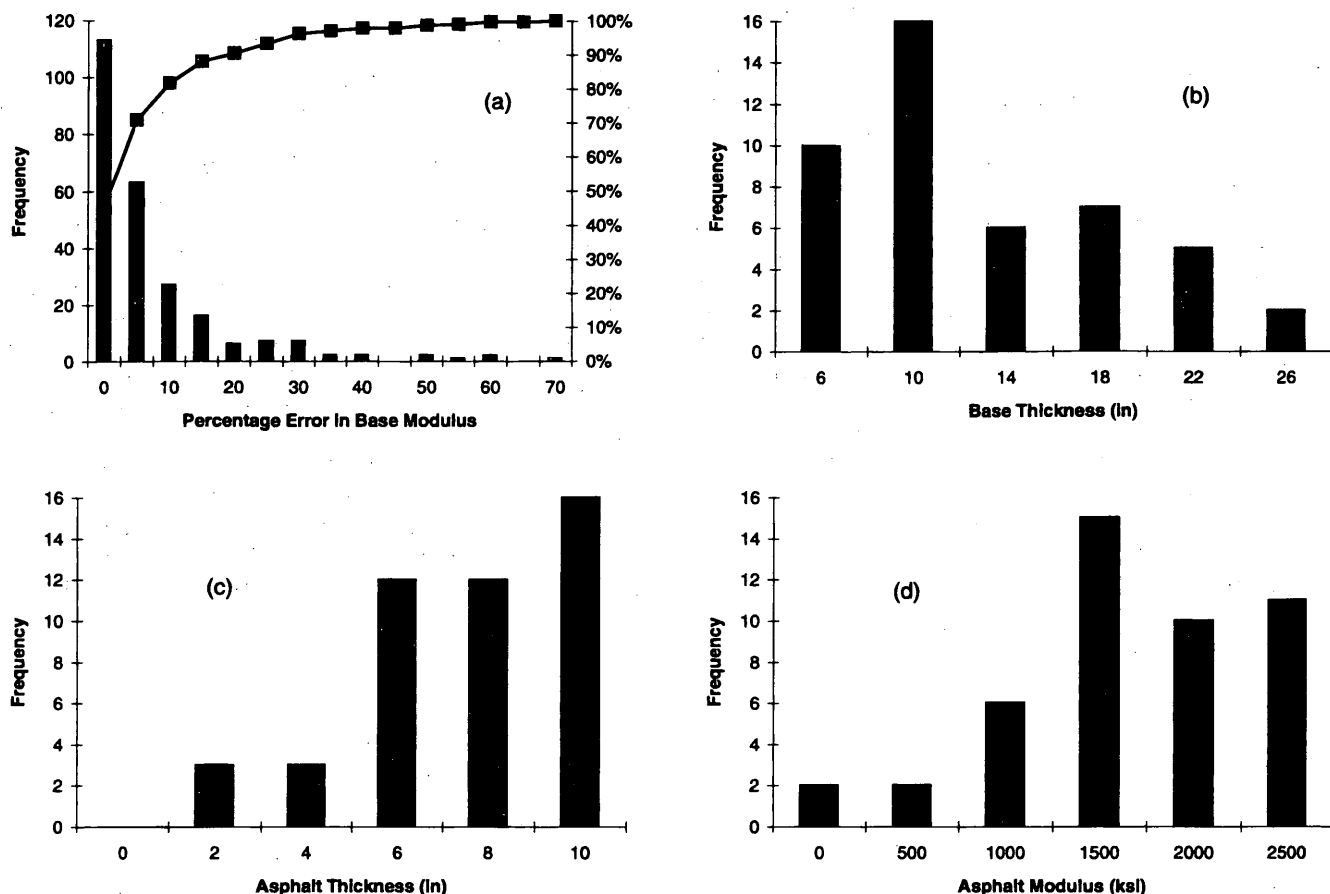 120
100
80
60
40
20
0
Frequency
100%
90%
80%
70%
60%
50%
40%
30%
20%
10%
0%
(a)
0 10 20 30 40 50 60 70
Percentage Error in Base Modulus
16
14
12
10
8
6
4
2
0
Frequency
(b)
6 10 14 18 22 26
Base Thickness (in)
16
14
12
10
8
6
4
2
0
Frequency
(c)
0 2 4 6 8 10
Asphalt Thickness (in)
16
14
12
10
8
6
4
2
0
Frequency
(d)
0 500 1000 1500 2000 2500
Asphalt Modulus (ksi)